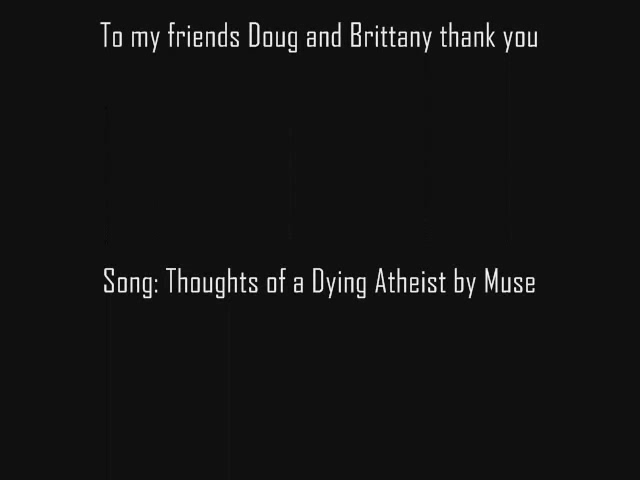 To my friends Doug and Brittany thank you
Song: Thoughts of a Dying Atheist by Muse